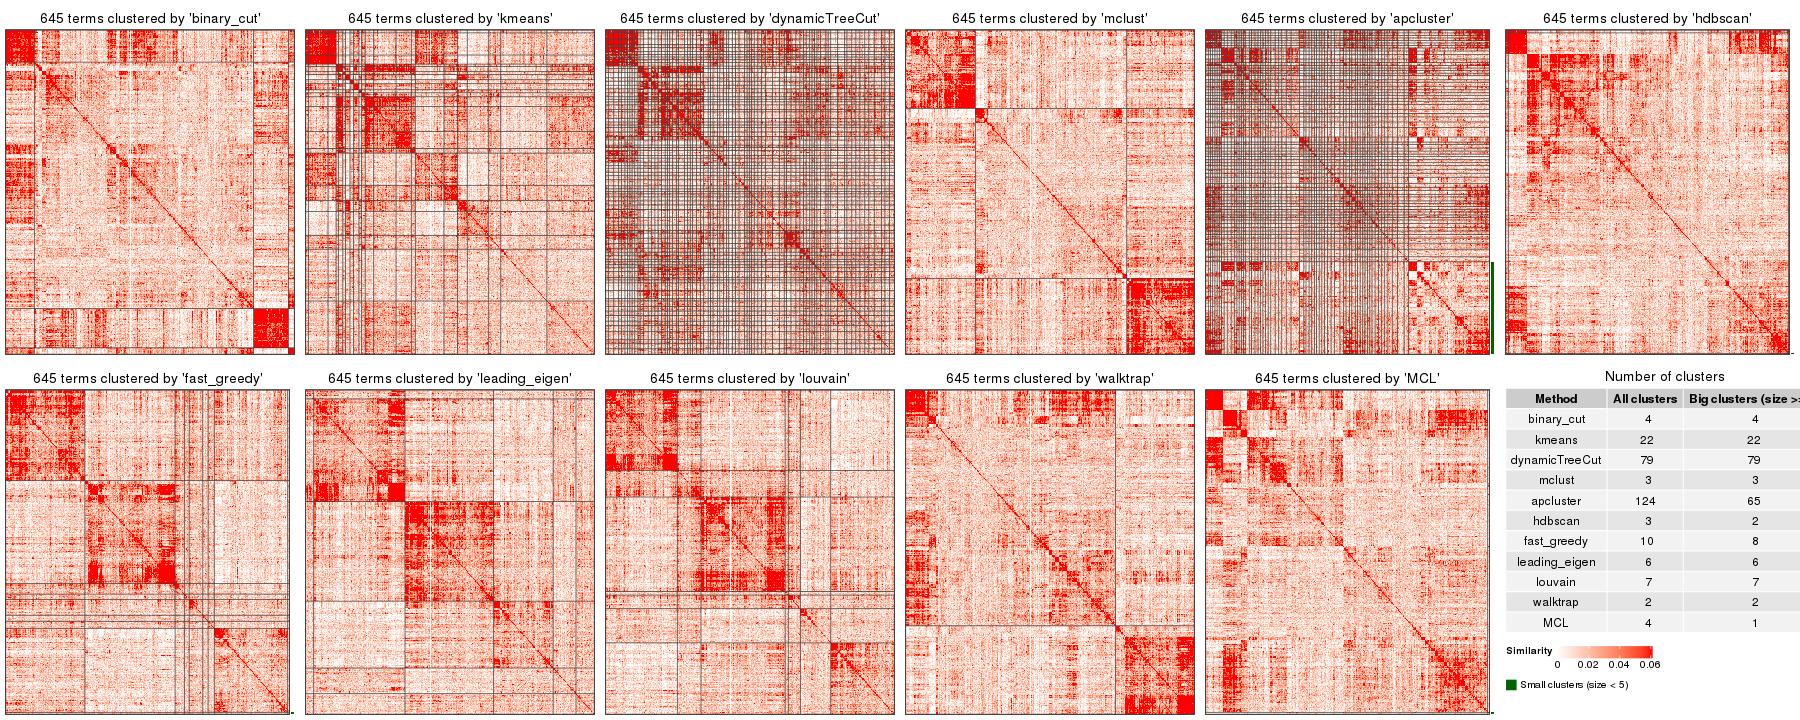 645 terms clustered by 'binary_cut'
645 terms clustered by 'kmeans'
645 terms clustered by 'dynamicTreeCut'
645 terms clustered by 'mclust'
645 terms clustered by 'apcluster'
645 terms clustered by 'hdbscan'
645 terms clustered by 'fast_greedy'
645 terms clustered by 'leading_eigen'
645 terms clustered by 'louvain'
645 terms clustered by 'walktrap'
645 terms clustered by 'MCL'
Number of clusters
Method All clusters Big clusters (size >
binary_cut 4 4
kmeans 22 22
dynamicTreeCut 79 79
mclust 3 3
apcluster 124 65
hdbscan 3 2
fast_greedy 10 8
leading_eigen 6 6
louvain 7 7
walktrap 2 2
MCL 4 1
Similarity
0 0.02 0.04 0.06
Small clusters (size < 5)